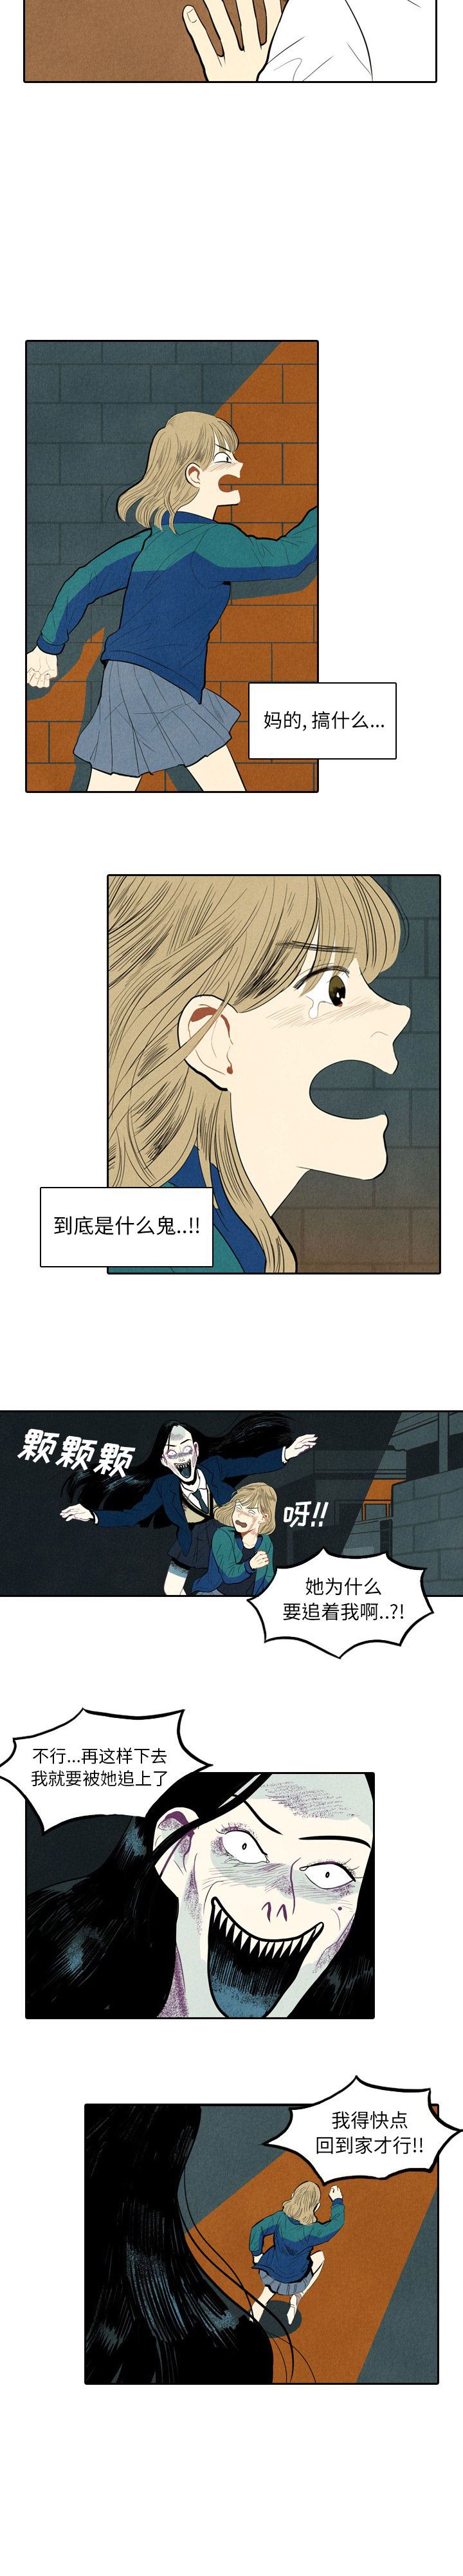 妈的, 搞什么...
到底是什么鬼..!!
颗颗颗
呀!!
她为什么
要追着我啊..?!
不行...再这样下去
我就要被她追上了
我得快点
回到家才行!!